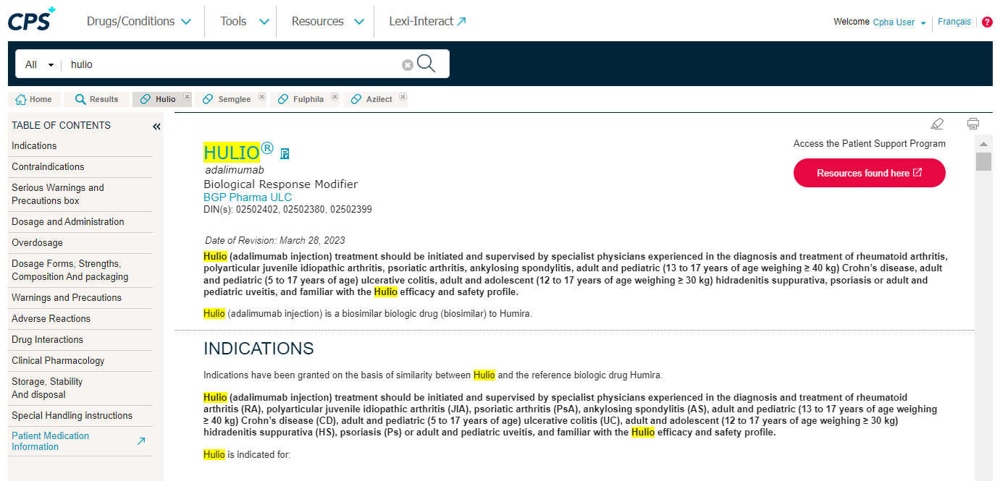 CPS
Drugs/Conditions
Tools
Resources
Lexi-Interact
Welcome Cpha User
Français
?
All
hulio
Home
Results
Hulio
Semglee
Fulphila
Azilect
TABLE OF CONTENTS
Indications
Contraindications
Serious Warnings and
Precautions box
Dosage and Administration
Overdosage
Dosage Forms, Strengths,
Composition And packaging
Warnings and Precautions
Adverse Reactions
Drug Interactions
Clinical Pharmacology
Storage, Stability
And disposal
Special Handling instructions
Patient Medication
Information
HULIO®
adalimumab
Biological Response Modifier
BGP Pharma ULC
DIN(s): 02502402, 02502380, 02502399
Access the Patient Support Program
Resources found here
Date of Revision: March 28, 2023
Hulio (adalimumab injection) treatment should be initiated and supervised by specialist physicians experienced in the diagnosis and treatment of rheumatoid arthritis,
polyarticular juvenile idiopathic arthritis, psoriatic arthritis, ankylosing spondylitis, adult and pediatric (13 to 17 years of age weighing ≥ 40 kg) Crohn's disease, adult
and pediatric (5 to 17 years of age) ulcerative colitis, adult and adolescent (12 to 17 years of age weighing ≥ 30 kg) hidradenitis suppurativa, psoriasis or adult and
pediatric uveitis, and familiar with the Hulio efficacy and safety profile.
Hulio (adalimumab injection) is a biosimilar biologic drug (biosimilar) to Humira.
INDICATIONS
Indications have been granted on the basis of similarity between Hulio and the reference biologic drug Humira.
Hulio (adalimumab injection) treatment should be initiated and supervised by specialist physicians experienced in the diagnosis and treatment of rheumatoid
arthritis (RA), polyarticular juvenile idiopathic arthritis (JIA), psoriatic arthritis (PsA), ankylosing spondylitis (AS), adult and pediatric (13 to 17 years of age weighing
≥ 40 kg) Crohn's disease (CD), adult and pediatric (5 to 17 years of age) ulcerative colitis (UC), adult and adolescent (12 to 17 years of age weighing ≥ 30 kg)
hidradenitis suppurativa (HS), psoriasis (Ps) or adult and pediatric uveitis, and familiar with the Hulio efficacy and safety profile.
Hulio is indicated for: